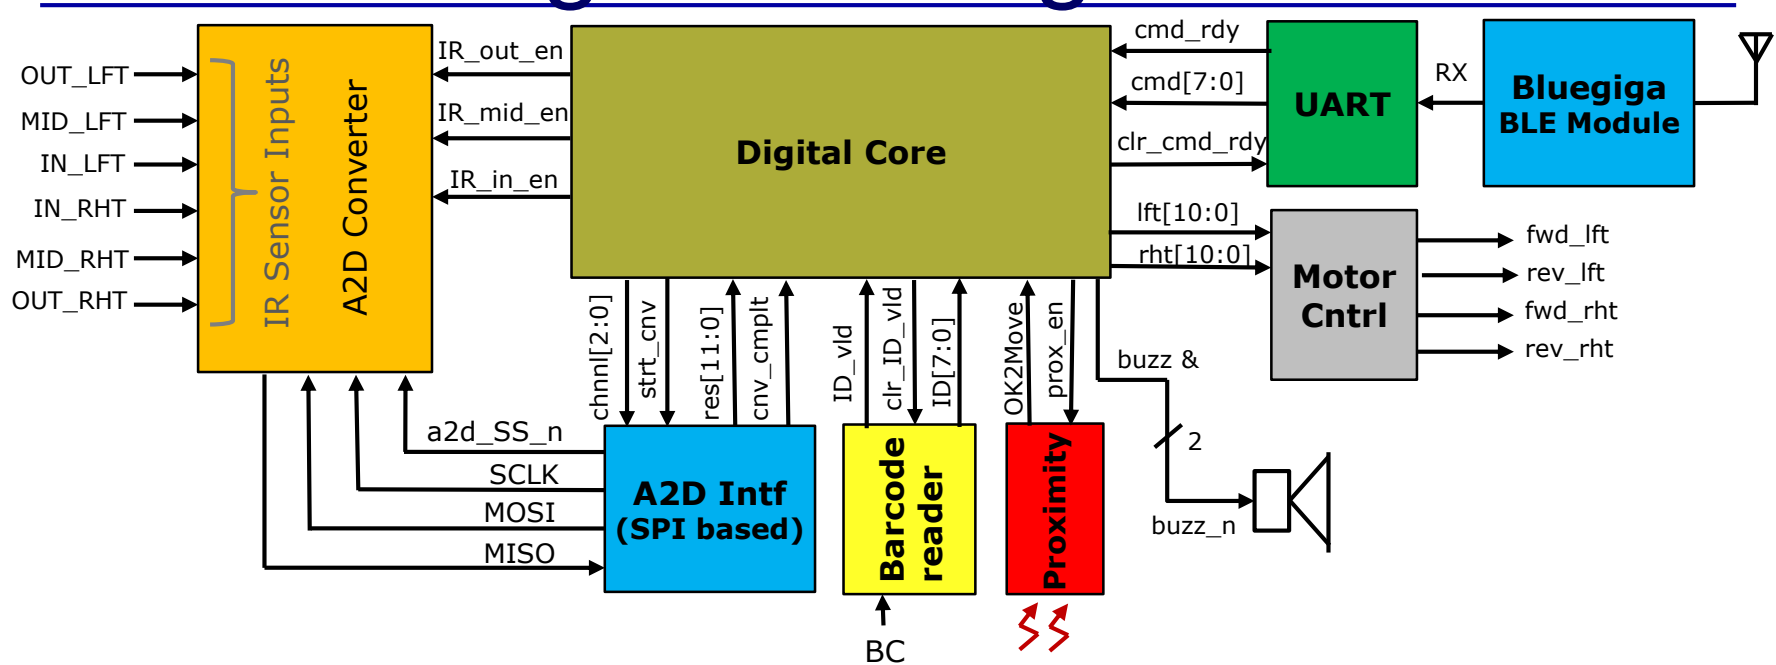 OUT_LFT
MID_LFT
IN_LFT
IN_RHT
MID_RHT
OUT_RHT
IR Sensor Inputs
A2D Converter
IR_out_en
IR_mid_en
IR_in_en
Digital Core
cmd_rdy
cmd[7:0]
clr_cmd_rdy
UART
RX
Bluegiga
BLE Module
lft[10:0]
rht[10:0]
Motor
Cntrl
fwd_lft
rev_lft
fwd_rht
rev_rht
chnnl[2:0]
strt_cnv
res[11:0]
cnv_cmplt
ID_vld
clr_ID_vld
ID[7:0]
OK2Move
prox_en
buzz &
2
buzz_n
a2d_SS_n
SCLK
MOSI
MISO
A2D Intf
(SPI based)
Barcode
reader
Proximity
BC